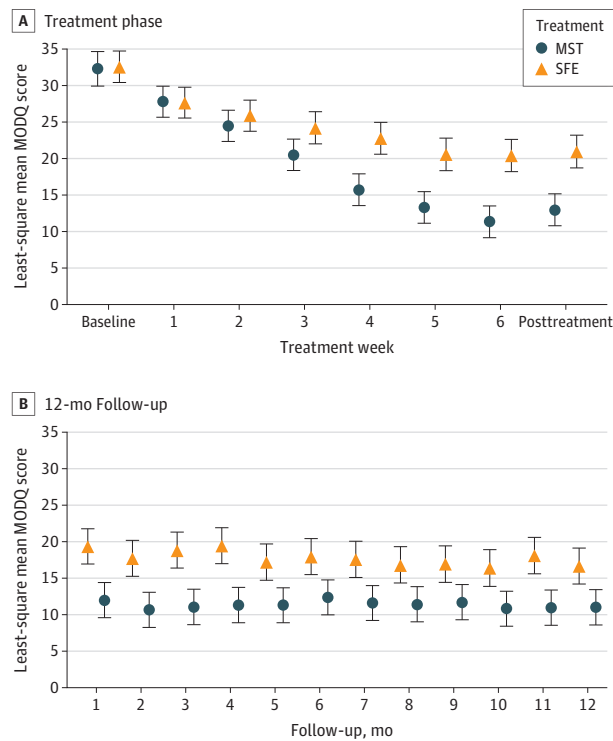 A Treatment phase
Treatment
MST
SFE
Least-square mean MODQ score
35
30
25
20
15
10
5
0
Baseline 1 2 3 4 5 6 Posttreatment
Treatment week
B 12-mo Follow-up
Least-square mean MODQ score
35
30
25
20
15
10
5
0
1 2 3 4 5 6 7 8 9 10 11 12
Follow-up, mo